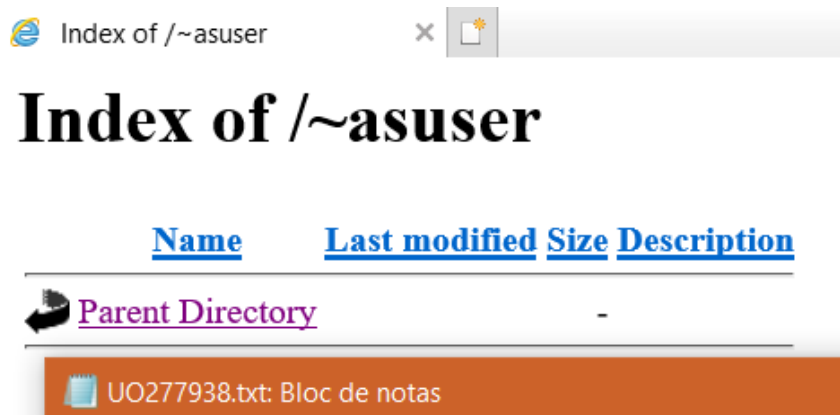 Index of /~asuser
Index of /~asuser
Name Last modified Size Description
Parent Directory -
UO277938.txt: Bloc de notas